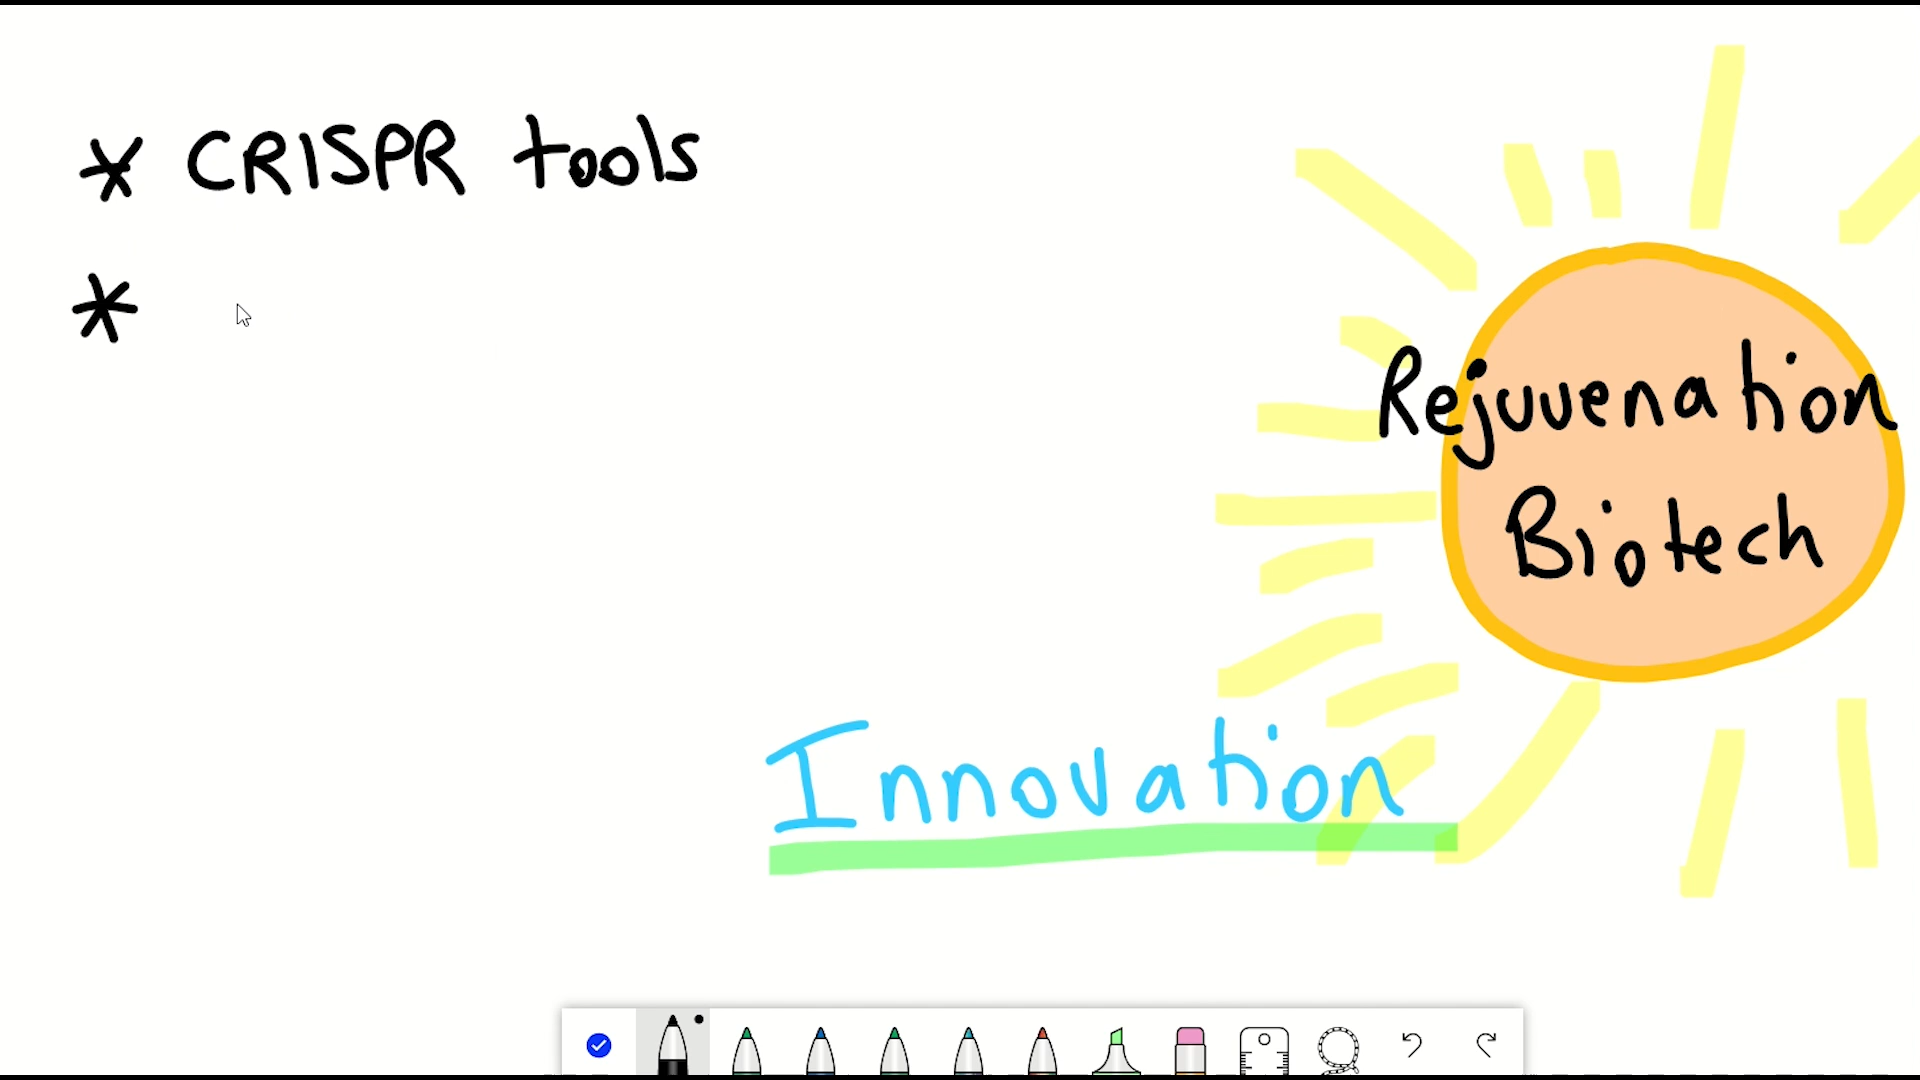 * CRISPR tools
*
Rejuvenation
Biotech
Innovation